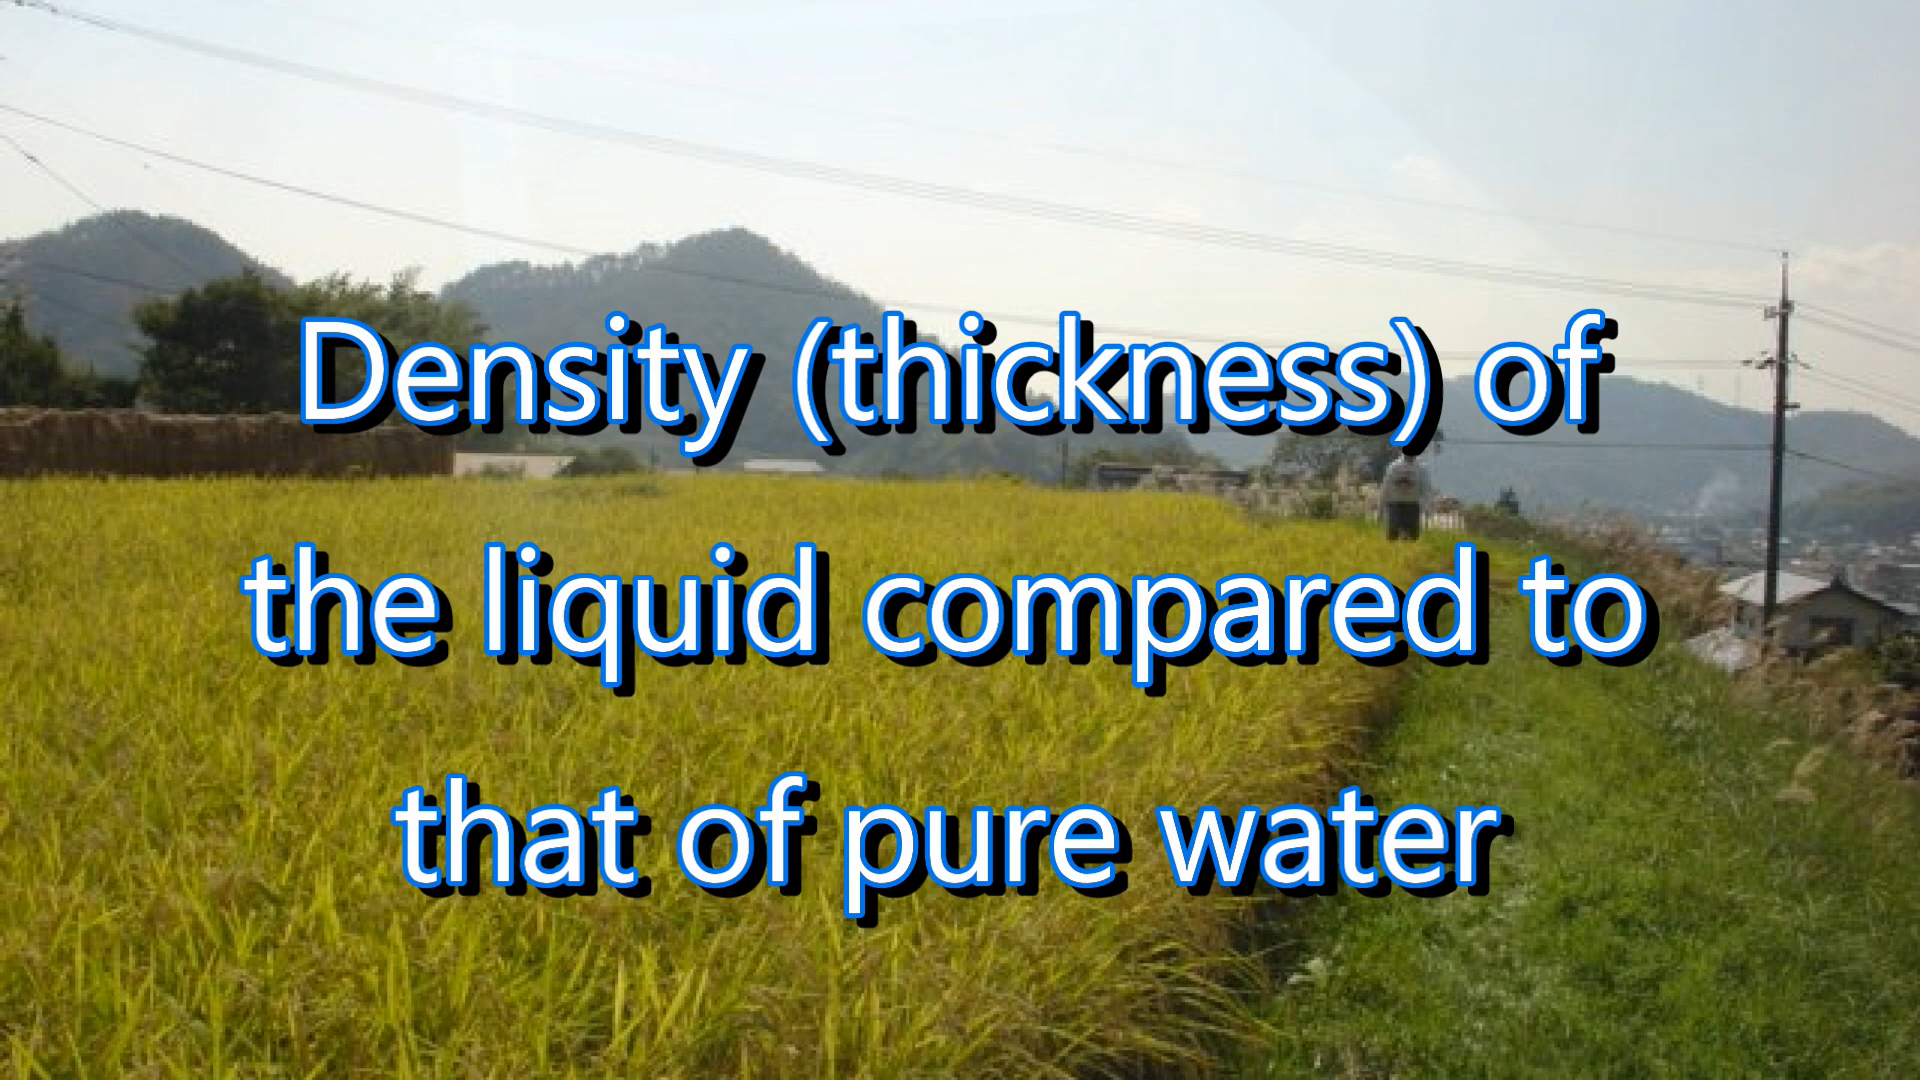 Density (thickness) of
the liquid compared to
that of pure water